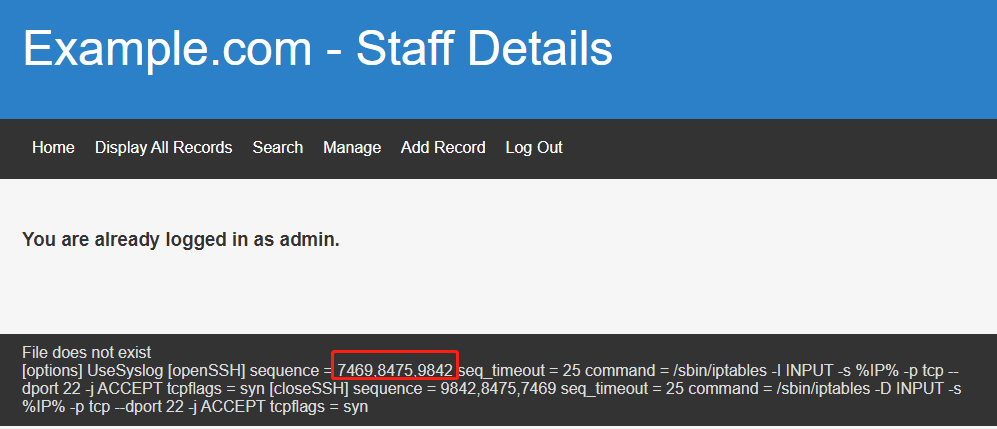 Example.com - Staff Details
Home Display All Records Search Manage Add Record Log Out
You are already logged in as admin.
File does not exist
[options] UseSyslog [openSSH] sequence = 7469,8475,9842 seq_timeout = 25 command = /sbin/iptables -I INPUT -s %IP% -p tcp --
dport 22 -j ACCEPT tcpflags = syn [closeSSH] sequence = 9842,8475,7469 seq_timeout = 25 command = /sbin/iptables -D INPUT -s
%IP% -p tcp --dport 22 -j ACCEPT tcpflags = syn